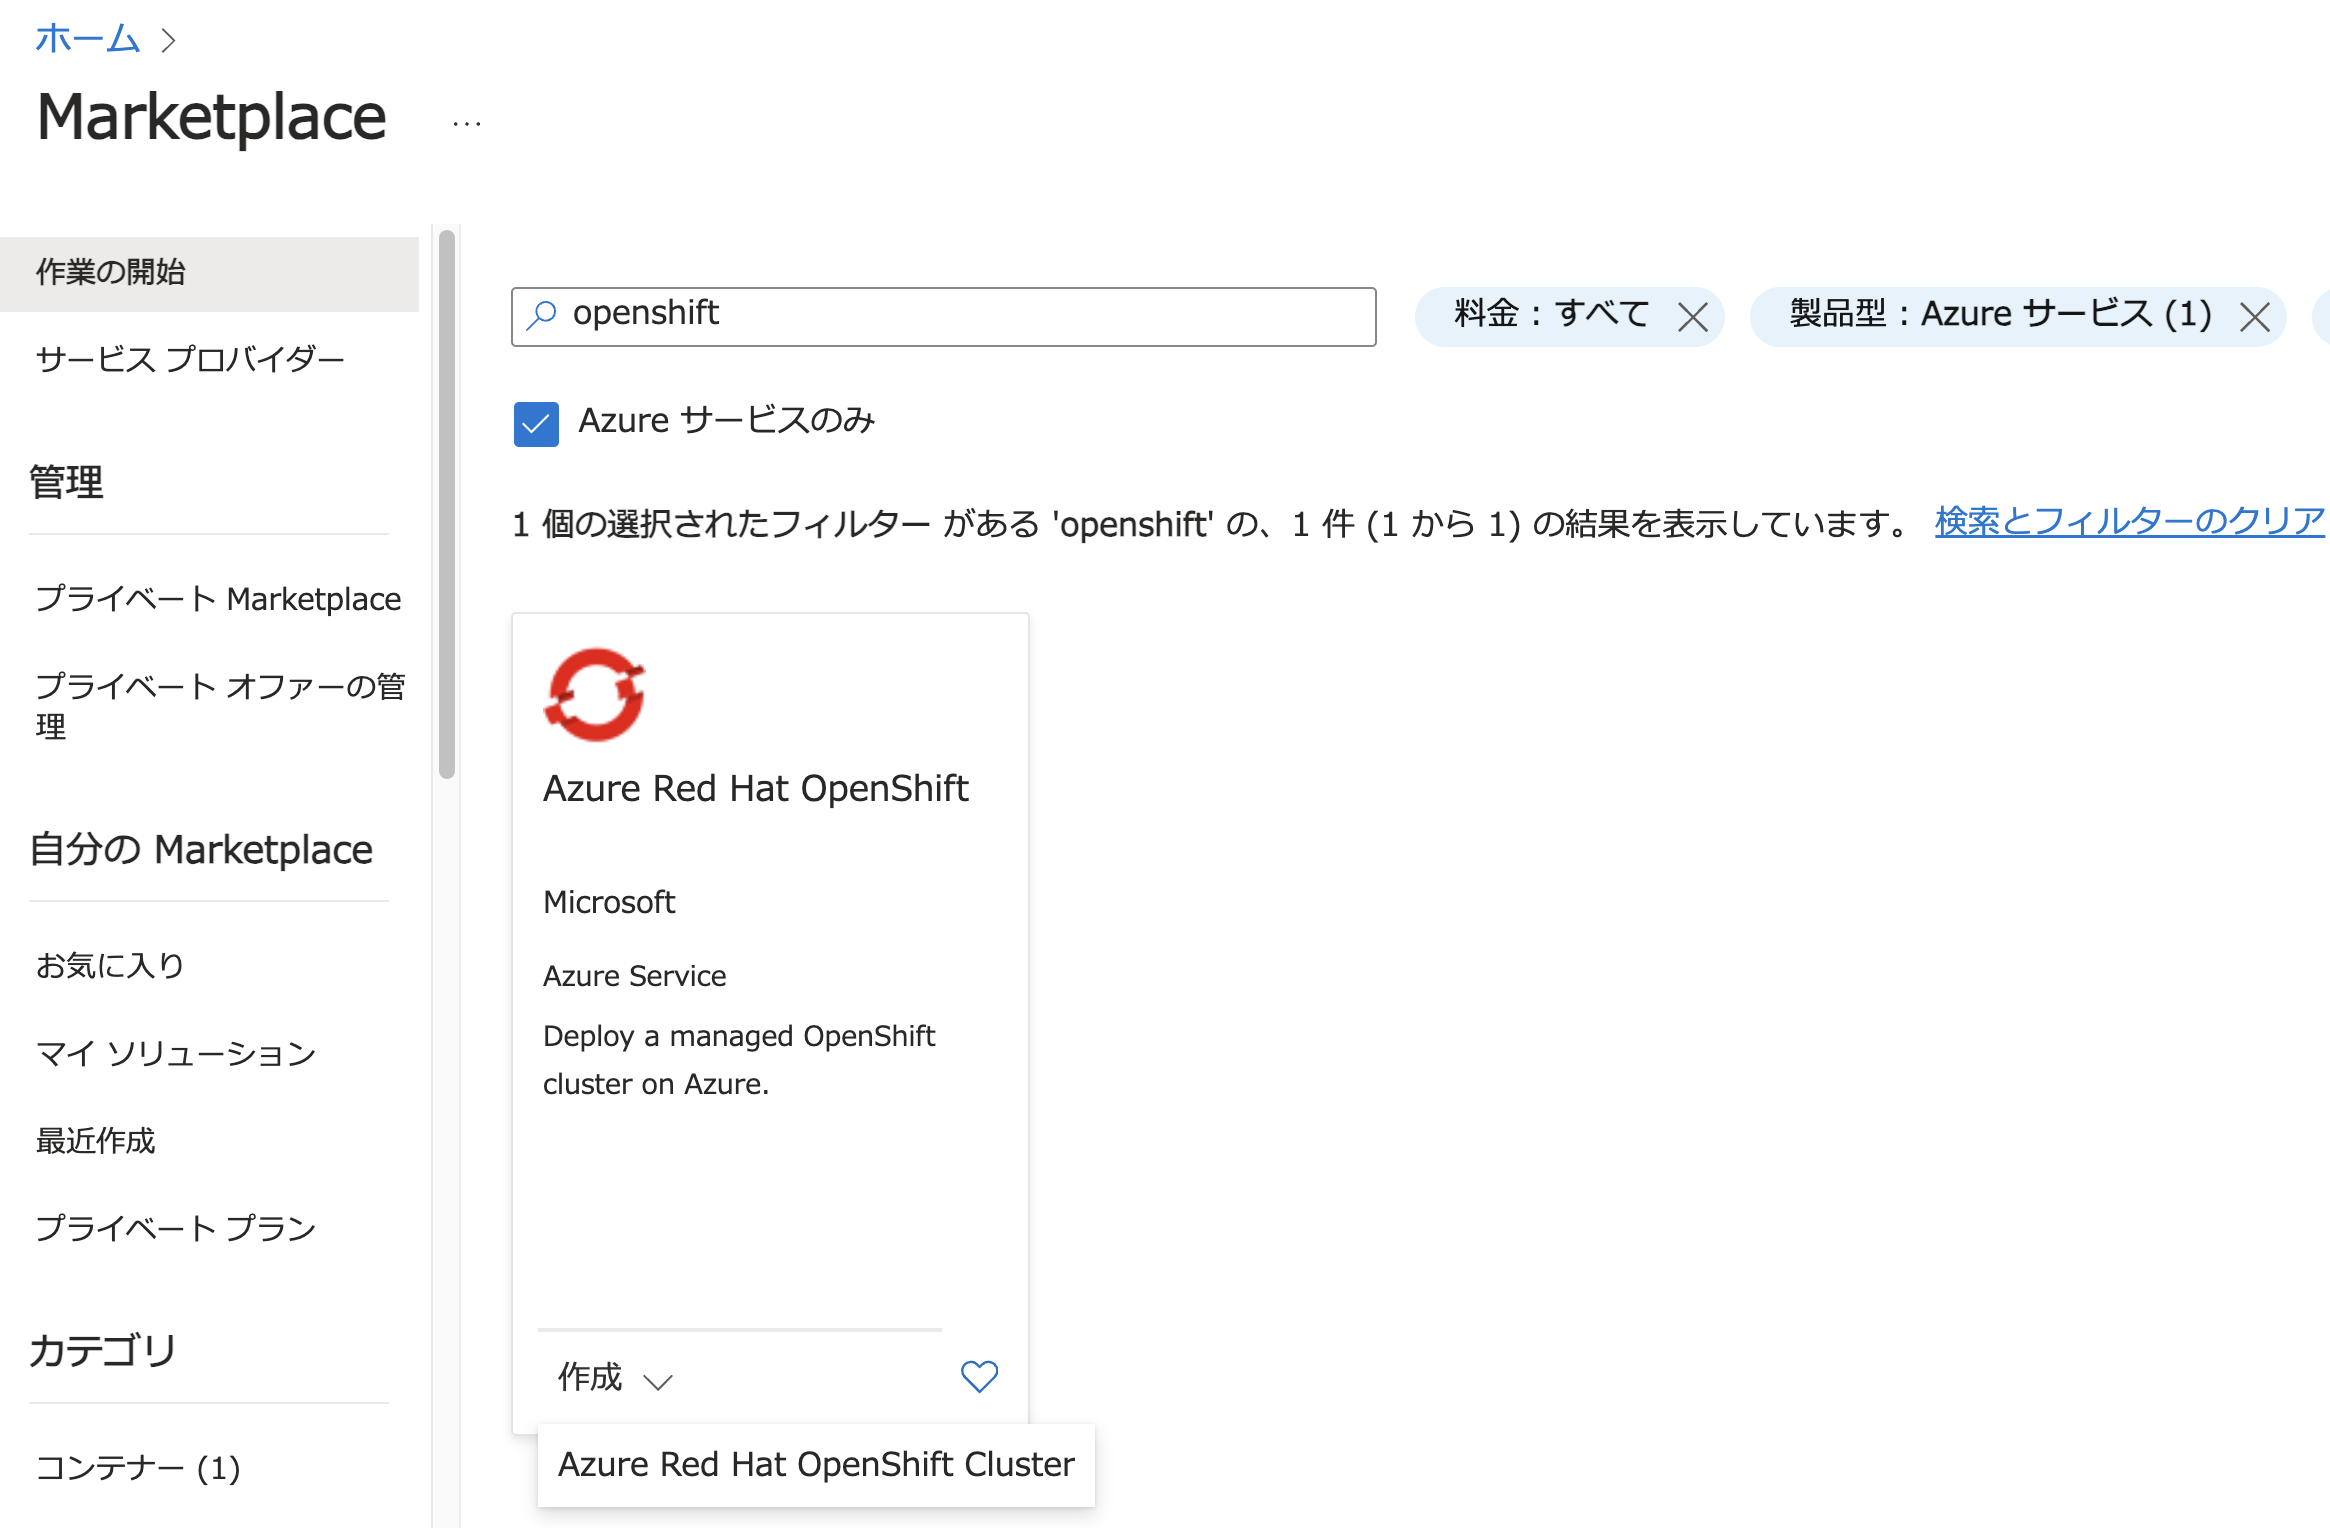 ホーム
Marketplace
作業の開始
サービス プロバイダー
管理
プライベート Marketplace
プライベート オファーの管
理
自分の Marketplace
お気に入り
マイ ソリューション
最近作成
プライベート プラン
カテゴリ
コンテナー (1)
openshift
料金 : すべて
製品型 : Azure サービス (1)
Azure サービスのみ
1 個の選択されたフィルター がある 'openshift' の、1 件 (1 から 1) の結果を表示しています。 検索とフィルターのクリア
Azure Red Hat OpenShift
Microsoft
Azure Service
Deploy a managed OpenShift
cluster on Azure.
作成
Azure Red Hat OpenShift Cluster